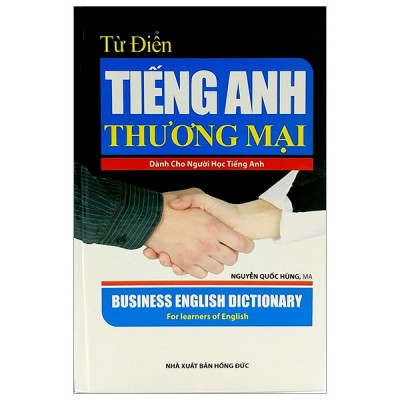 Từ Điển
TIẾNG ANH
THƯƠNG MẠI
Dành Cho Người Học Tiếng Anh
NGUYỄN QUỐC HÙNG, MA
BUSINESS ENGLISH DICTIONARY
For learners of English
NHÀ XUẤT BẢN HỒNG ĐỨC